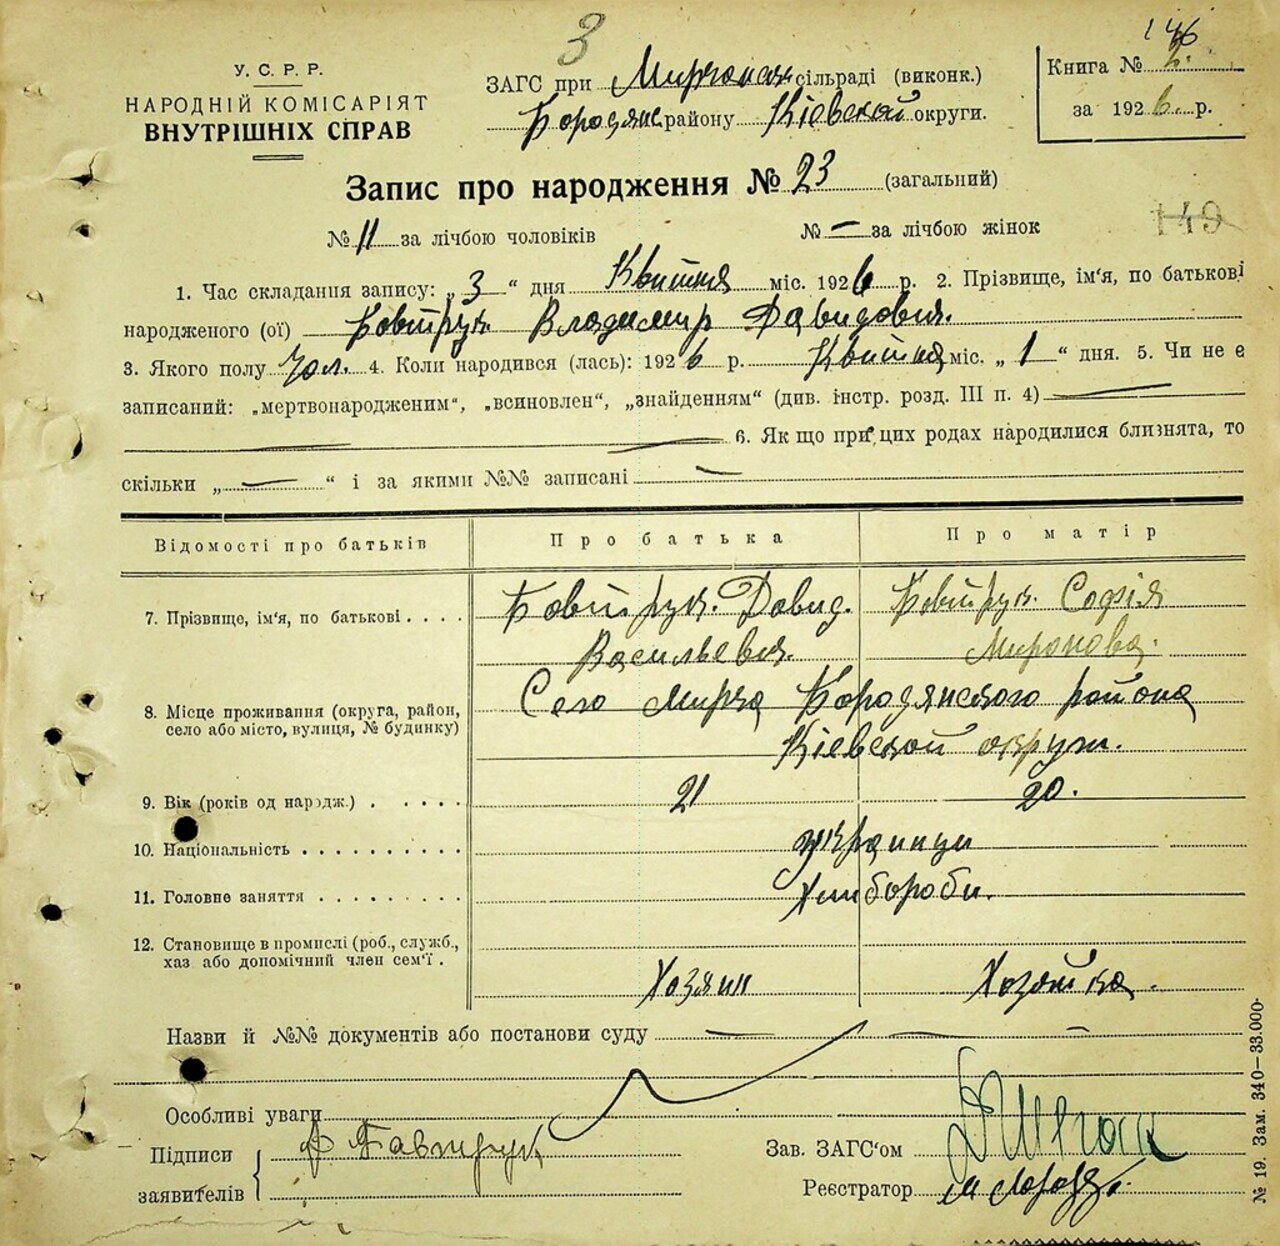 3
146
У. С. Р. Р.
НАРОДНІЙ КОМІСАРІЯТ
ВНУТРІШНІХ СПРАВ
ЗАГС при сільраді (виконк.)
Бородянс району Кіевской округи.
Книга № 2.
за 1926 р.
Запис про народження № 23 (загальний)
149
№ 11 за лічбою чоловіків № — за лічбою жінок
1. Час складання запису: „ 3 “ дня Квитня міс. 1926 р. 2. Прізвище, ім'я, по батькові
народженого (ої) Ковтрук Владимир Давидович.
3. Якого полу Чол. 4. Коли народився (лась): 1926 р. Квитня міс. „ 1 “ дня. 5. Чи не є
записаний: „мертвонародженим“, „всиновлен“, „знайденням“ (див. інстр. розд. III п. 4) —
— 6. Як що при цих родах народилися близнята, то
скільки „ — “ і за якими №№ записані —
Відомості про батьків Про батька Про матір
7. Прізвище, ім'я, по батькові . . . . Ковтрук Давид. Ковтрук Софія
Васильевич. Миронова.
8. Місце проживання (округа, район, село або місто, вулиця, № будинку) Село Мирча Бородянского района
Кіевской округи.
9. Вік (років од народж.) . . . . . 21 20.
10. Національність . . . . . . . . . . украинци
11. Головне заняття . . . . . . . . . Хлибороби.
12. Становище в промислі (роб., служб., хаз або допомічний член сем'ї . Хозяин Хозяйка.
Назви й №№ документів або постанови суду —
Особливі уваги
Підписи
заявителів
Зав. ЗАГС'ом
Реєстратор
№ 19. Зам. 340—33.000